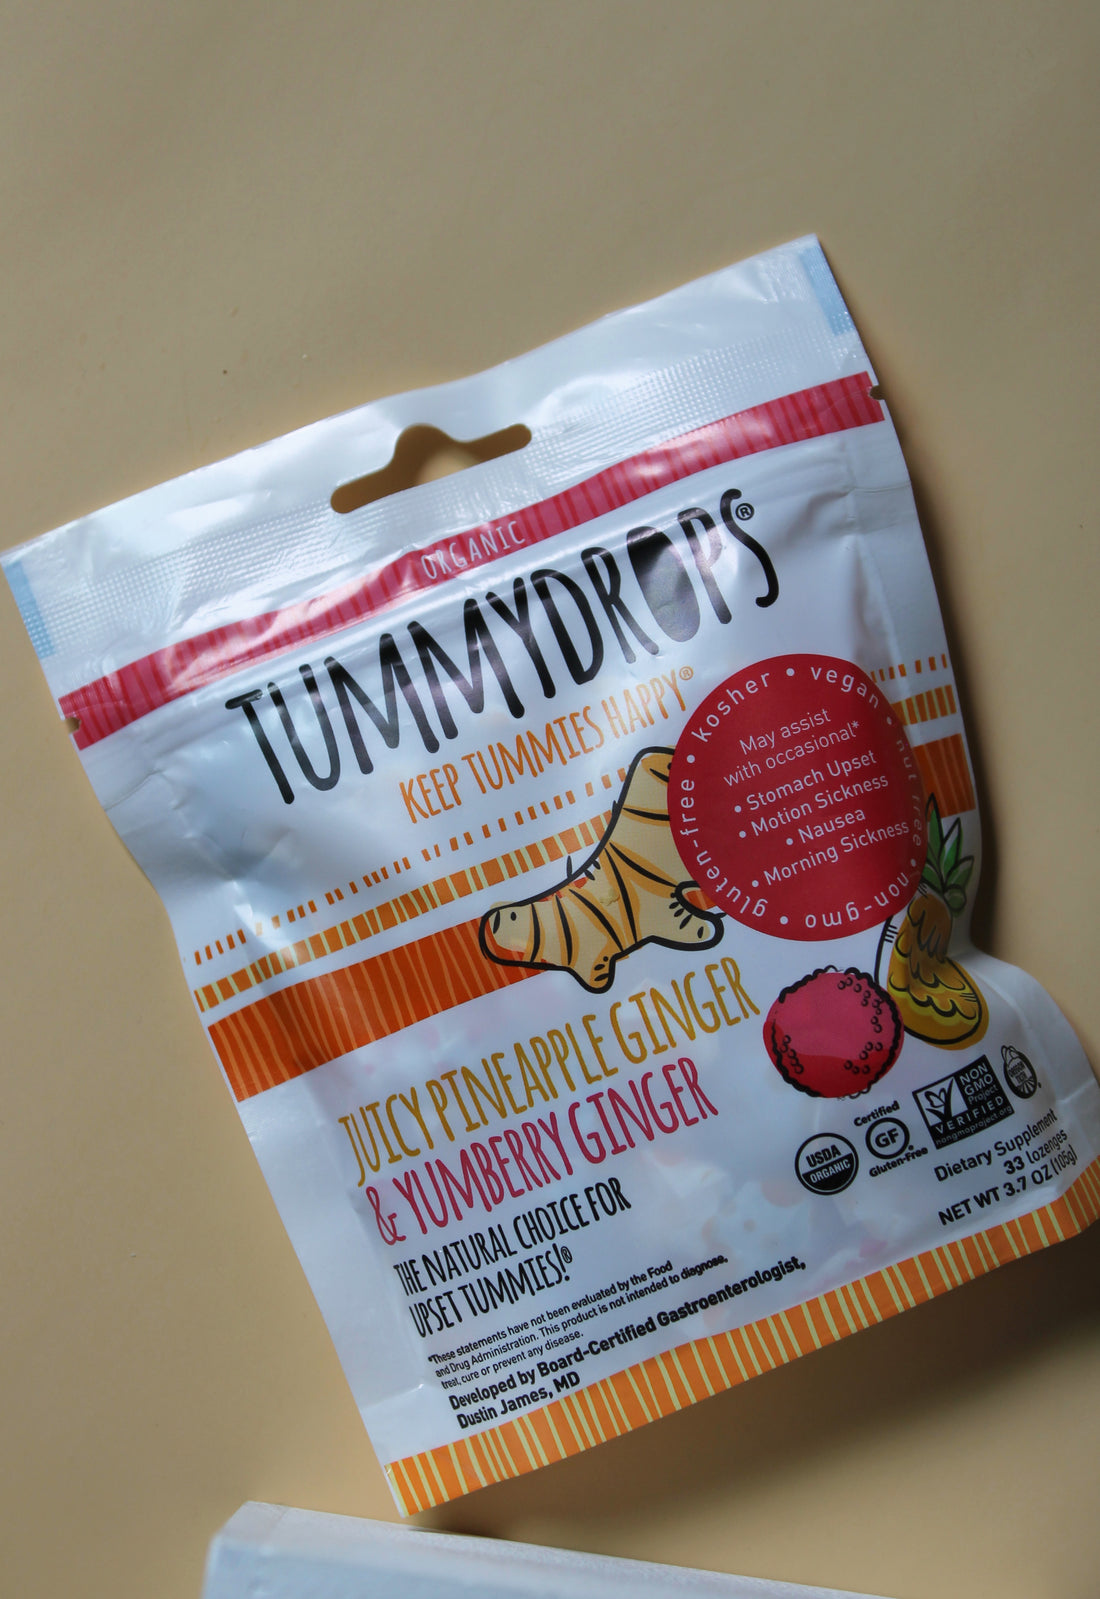 ORGANIC
TUMMYDROPS®
KEEP TUMMIES HAPPY®
gluten-free • kosher • vegan • nut free • non-gmo •
May assist
with occasional*
• Stomach Upset
• Motion Sickness
• Nausea
• Morning Sickness
JUICY PINEAPPLE GINGER
& YUMBERRY GINGER
THE NATURAL CHOICE FOR
UPSET TUMMIES!®
*These statements have not been evaluated by the Food
and Drug Administration. This product is not intended to diagnose,
treat, cure or prevent any disease.
Developed by Board-Certified Gastroenterologist,
Dustin James, MD
USDA
ORGANIC
Certified
GF
Gluten-Free
NON
GMO
Project
VERIFIED
nongmoproject.org
Dietary Supplement
33 lozenges
NET WT 3.7 OZ (105g)